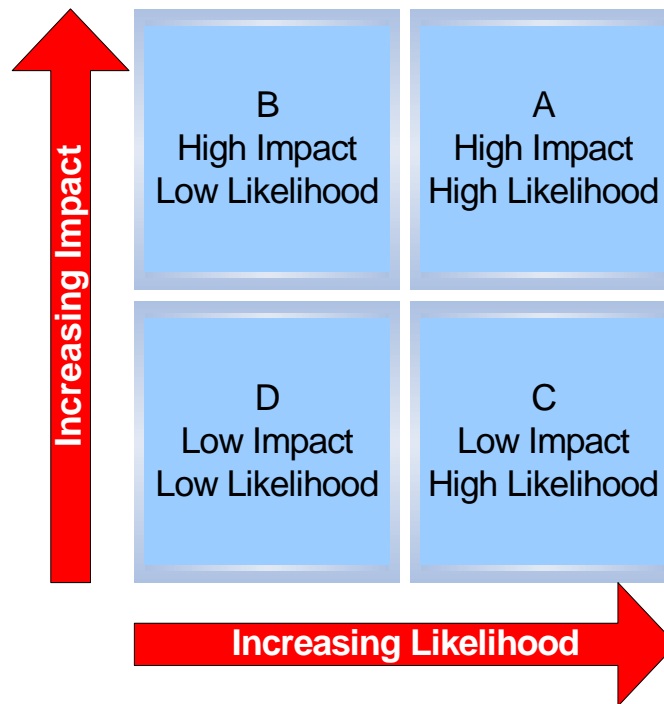 Increasing Impact
B
High Impact
Low Likelihood
A
High Impact
High Likelihood
D
Low Impact
Low Likelihood
C
Low Impact
High Likelihood
Increasing Likelihood